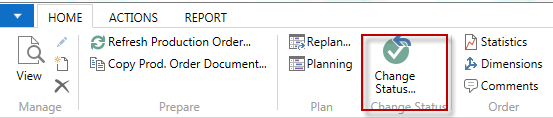 HOME ACTIONS REPORT
View
Manage
Refresh Production Order...
Copy Prod. Order Document...
Prepare
Replan...
Planning
Plan
Change
Status...
Change Status
Statistics
Dimensions
Comments
Order